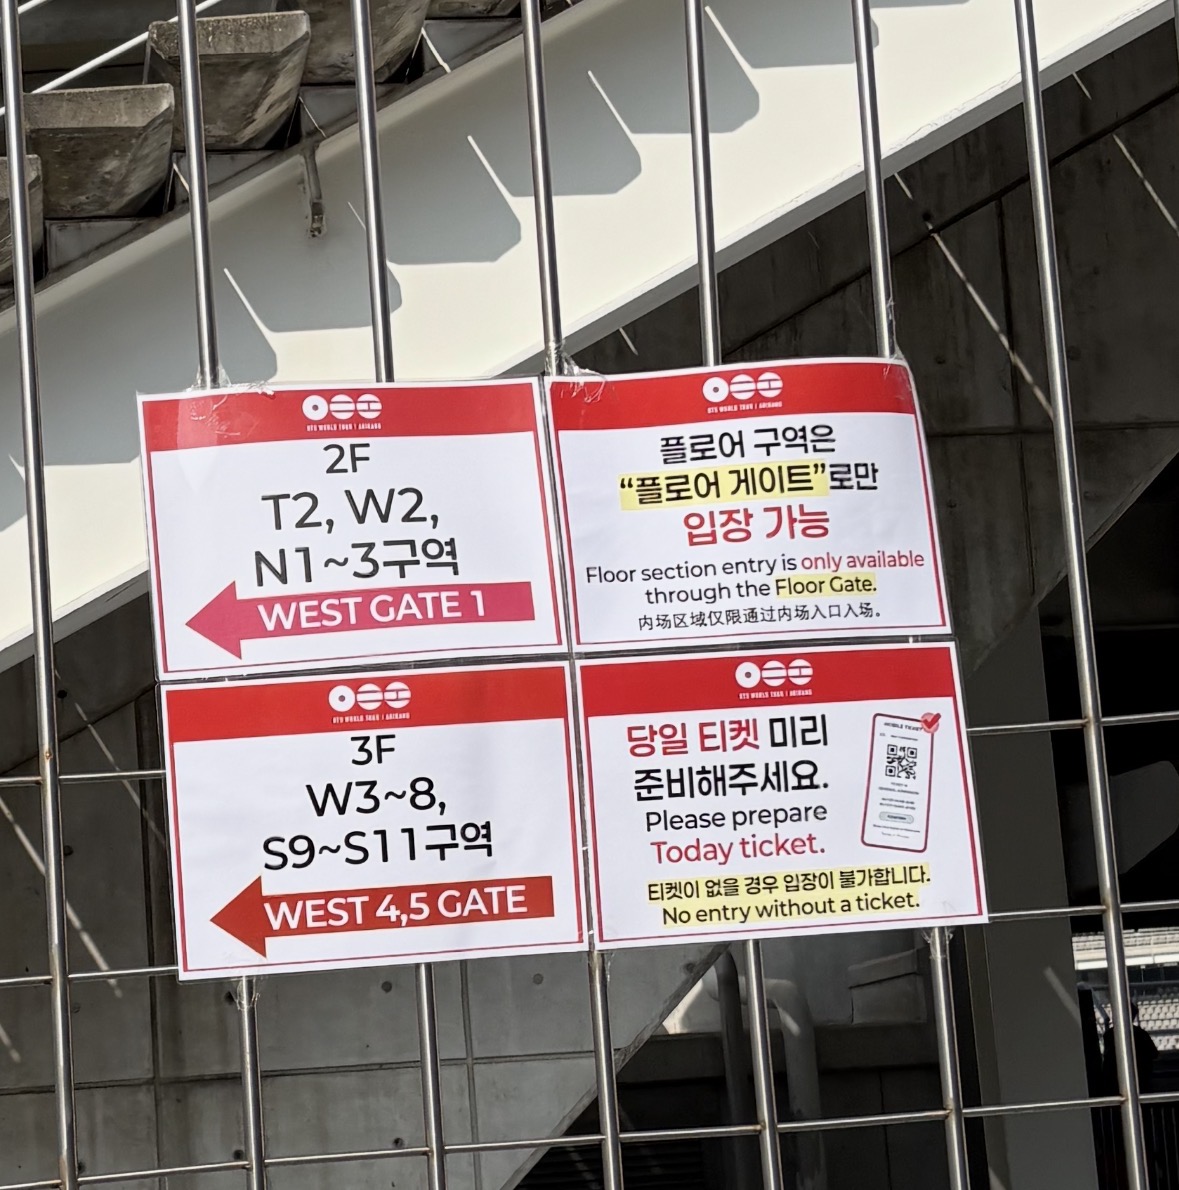 BTS WORLD TOUR | ARIRANG
2F
T2, W2,
N1~3구역
WEST GATE 1
BTS WORLD TOUR | ARIRANG
플로어 구역은
“플로어 게이트”로만
입장 가능
Floor section entry is only available
through the Floor Gate.
内场区域仅限通过内场入口入场。
BTS WORLD TOUR | ARIRANG
3F
W3~8,
S9~S11구역
WEST 4,5 GATE
BTS WORLD TOUR | ARIRANG
당일 티켓 미리
준비해주세요.
Please prepare
Today ticket.
티켓이 없을 경우 입장이 불가합니다.
No entry without a ticket.
MOBILE TICKET